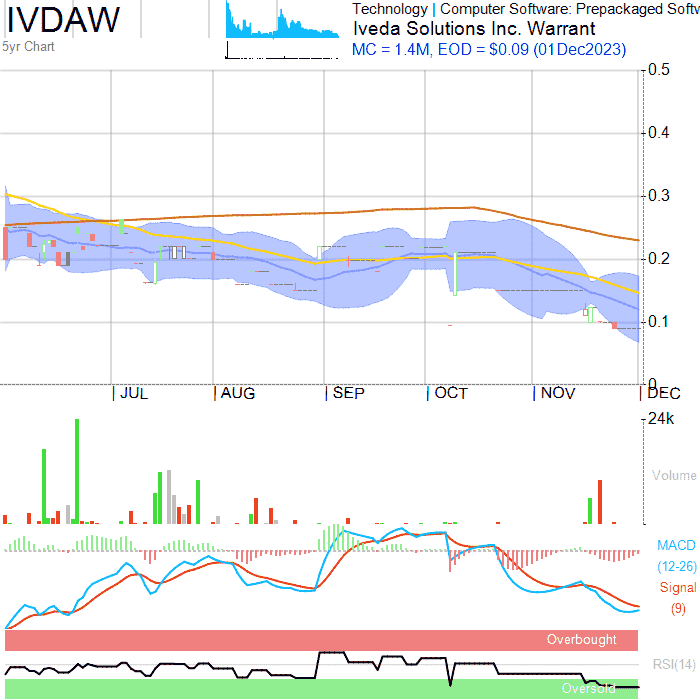 IVDAW
5yr Chart
Technology | Computer Software: Prepackaged Softw
Iveda Solutions Inc. Warrant
MC = 1.4M, EOD = $0.09 (01Dec2023)
0.5
0.4
0.3
0.2
0.1
0
JUL AUG SEP OCT NOV DEC
24k
Volume
MACD
(12-26)
Signal
(9)
Overbought
RSI(14)
Oversold